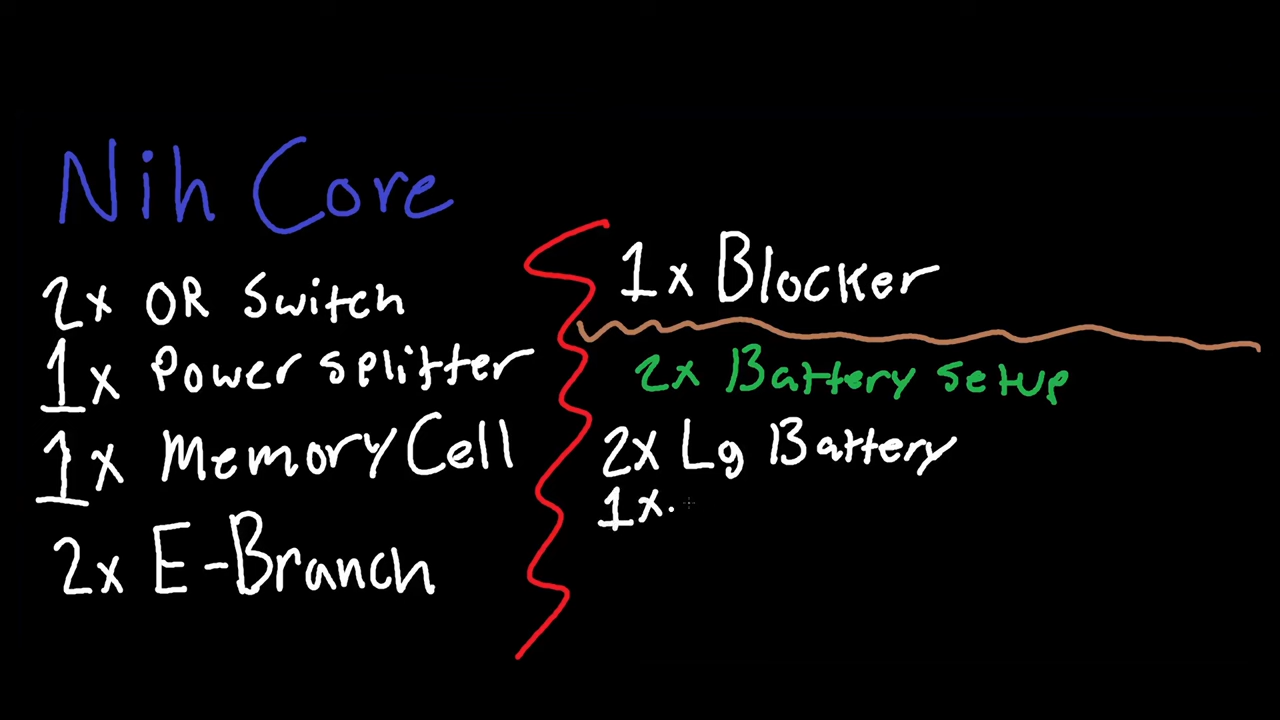 Nih Core
2x OR Switch
1x Power splitter
1x Memory Cell
2x E-Branch
1x Blocker
2x Battery setup
2x Lg Battery
1x.